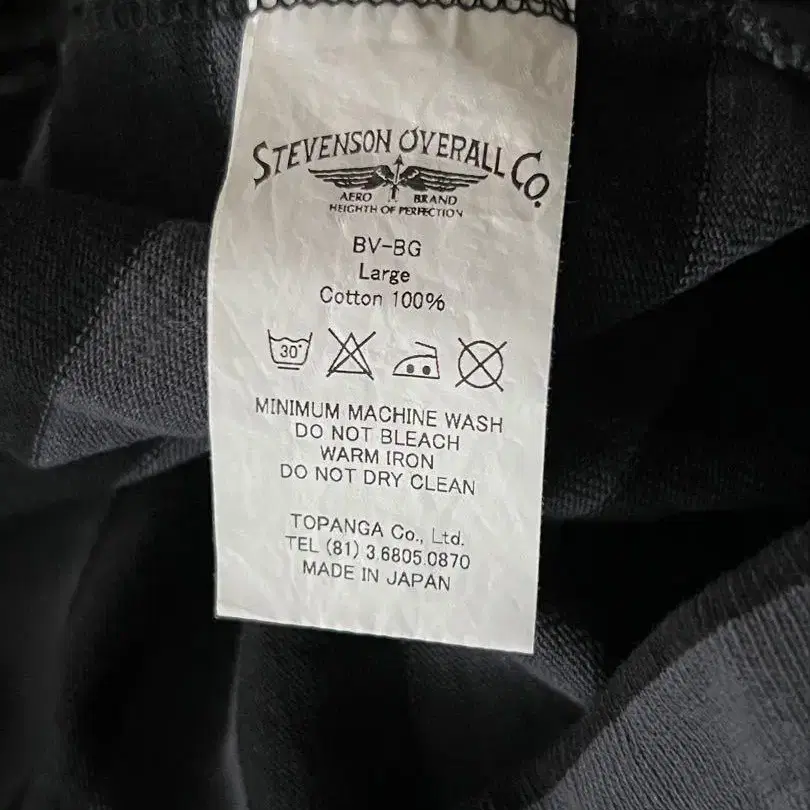 STEVENSON OVERALL CO.
AERO BRAND
HEIGHTH OF PERFECTION
BV-BG
Large
Cotton 100%
30°
MINIMUM MACHINE WASH
DO NOT BLEACH
WARM IRON
DO NOT DRY CLEAN
TOPANGA Co., Ltd.
TEL (81) 3.6805.0870
MADE IN JAPAN